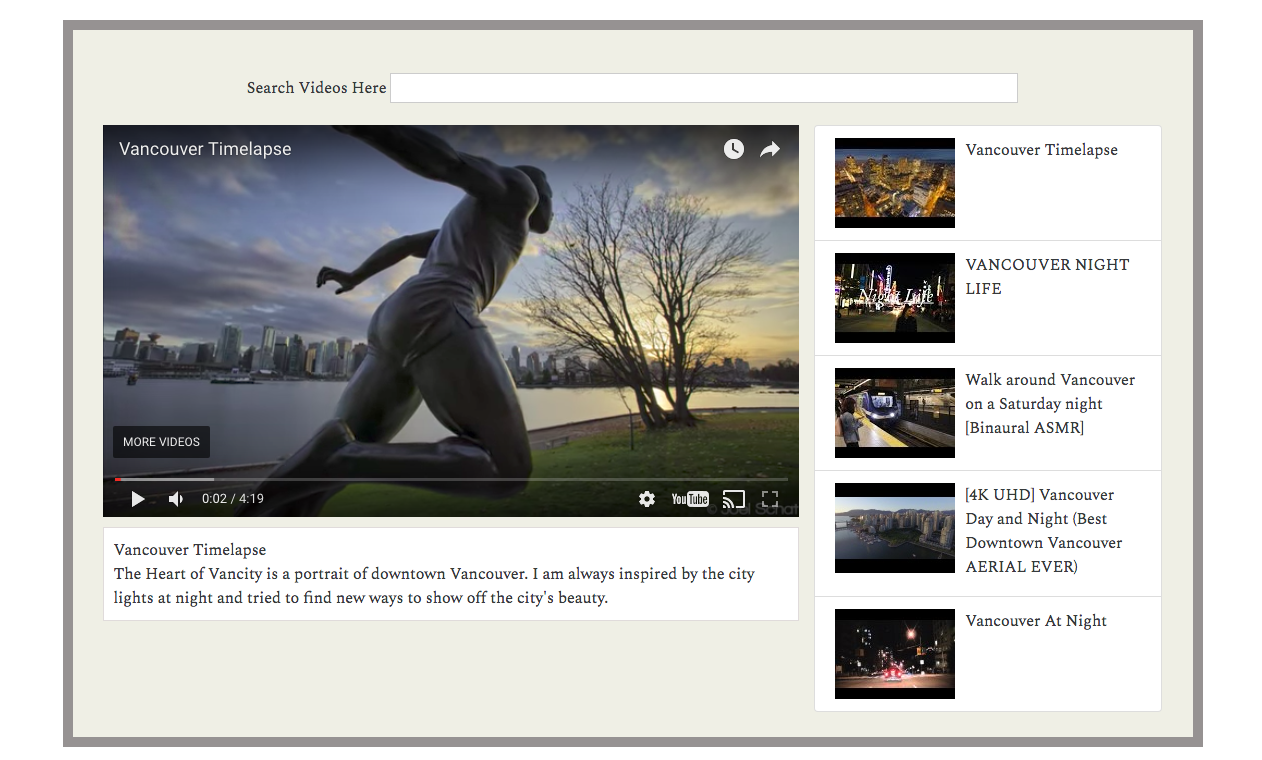 Search Videos Here
Vancouver Timelapse
MORE VIDEOS
0:02 / 4:19
YouTube
Vancouver Timelapse
The Heart of Vancity is a portrait of downtown Vancouver. I am always inspired by the city
lights at night and tried to find new ways to show off the city's beauty.
Vancouver Timelapse
Night Life
VANCOUVER NIGHT
LIFE
Walk around Vancouver
on a Saturday night
[Binaural ASMR]
[4K UHD] Vancouver
Day and Night (Best
Downtown Vancouver
AERIAL EVER)
Vancouver At Night